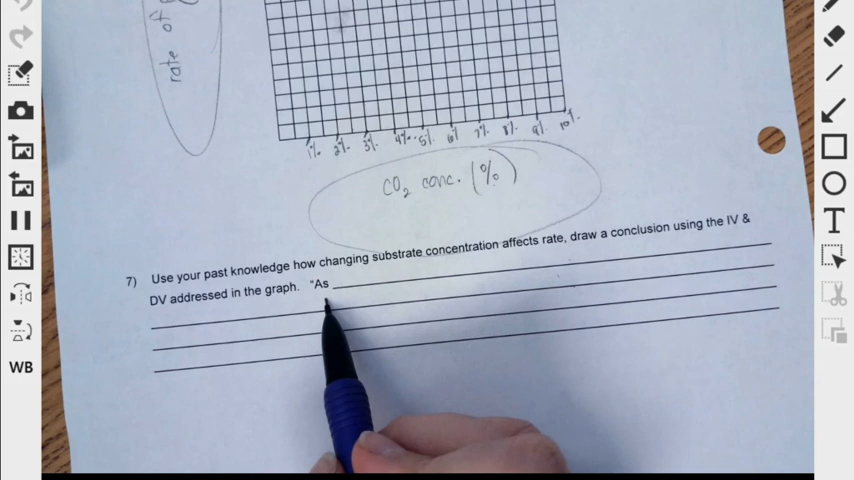 rate of
1% 2% 3% 4% 5% 6% 7% 8% 9% 10%
CO₂ conc. (%)
7) Use your past knowledge how changing substrate concentration affects rate, draw a conclusion using the IV &
DV addressed in the graph. "As
T
WB